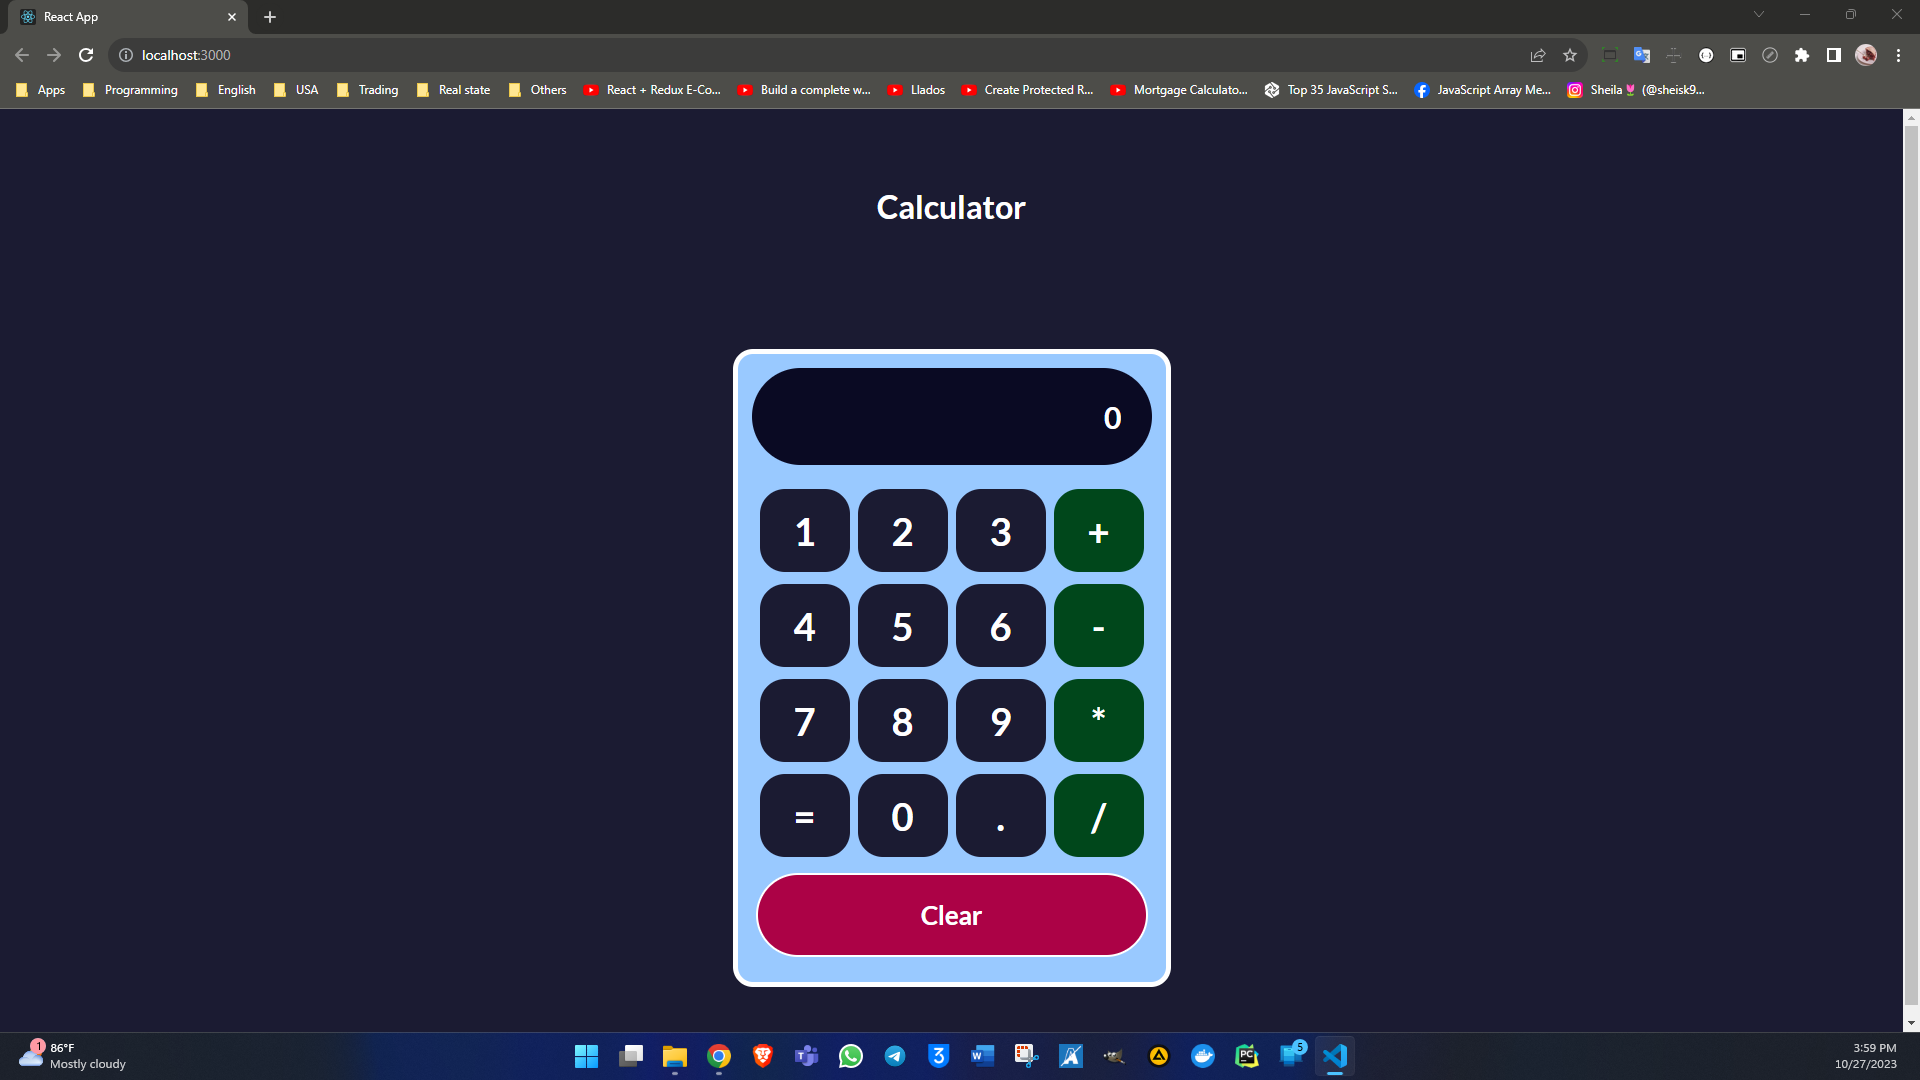 React App
localhost:3000
Apps Programming English USA Trading Real state Others React + Redux E-Co... Build a complete w... Llados Create Protected R... Mortgage Calculato... Top 35 JavaScript S... JavaScript Array Me... Sheila🌷 (@sheisk9...
Calculator
0
1 2 3 +
4 5 6 -
7 8 9 *
= 0 . /
Clear
1
86°F
Mostly cloudy
5
3:59 PM
10/27/2023